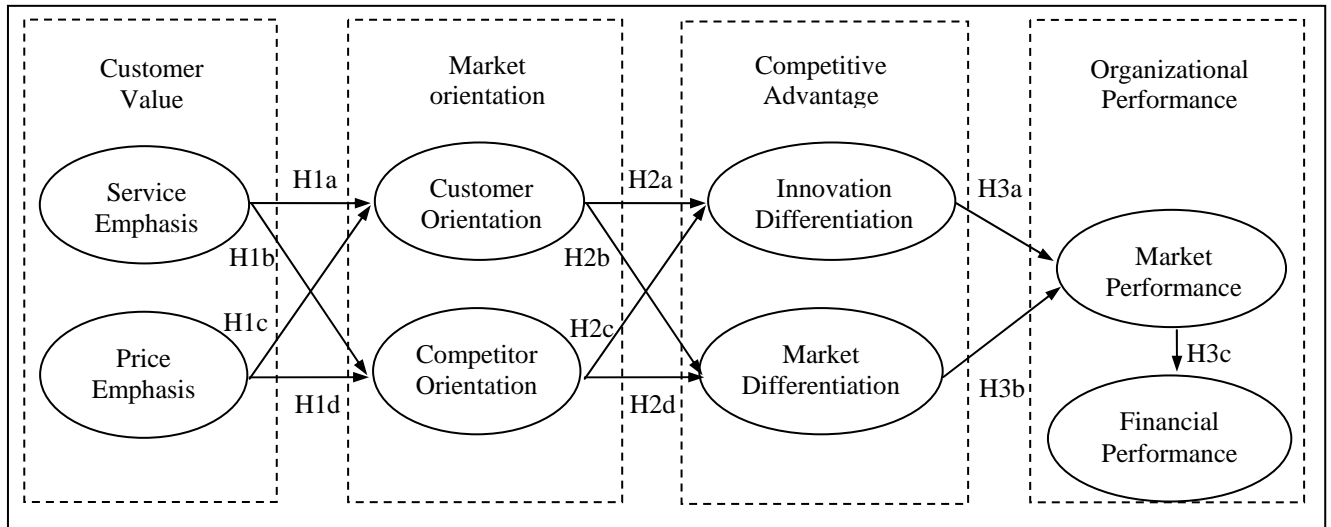 Customer
Value
Market
orientation
Competitive
Advantage
Organizational
Performance
Service
Emphasis
H1a
Customer
Orientation
H2a
Innovation
Differentiation
H3a
H1b
H2b
Market
Performance
H1c
H2c
Price
Emphasis
H1d
Competitor
Orientation
H2d
Market
Differentiation
H3b
H3c
Financial
Performance